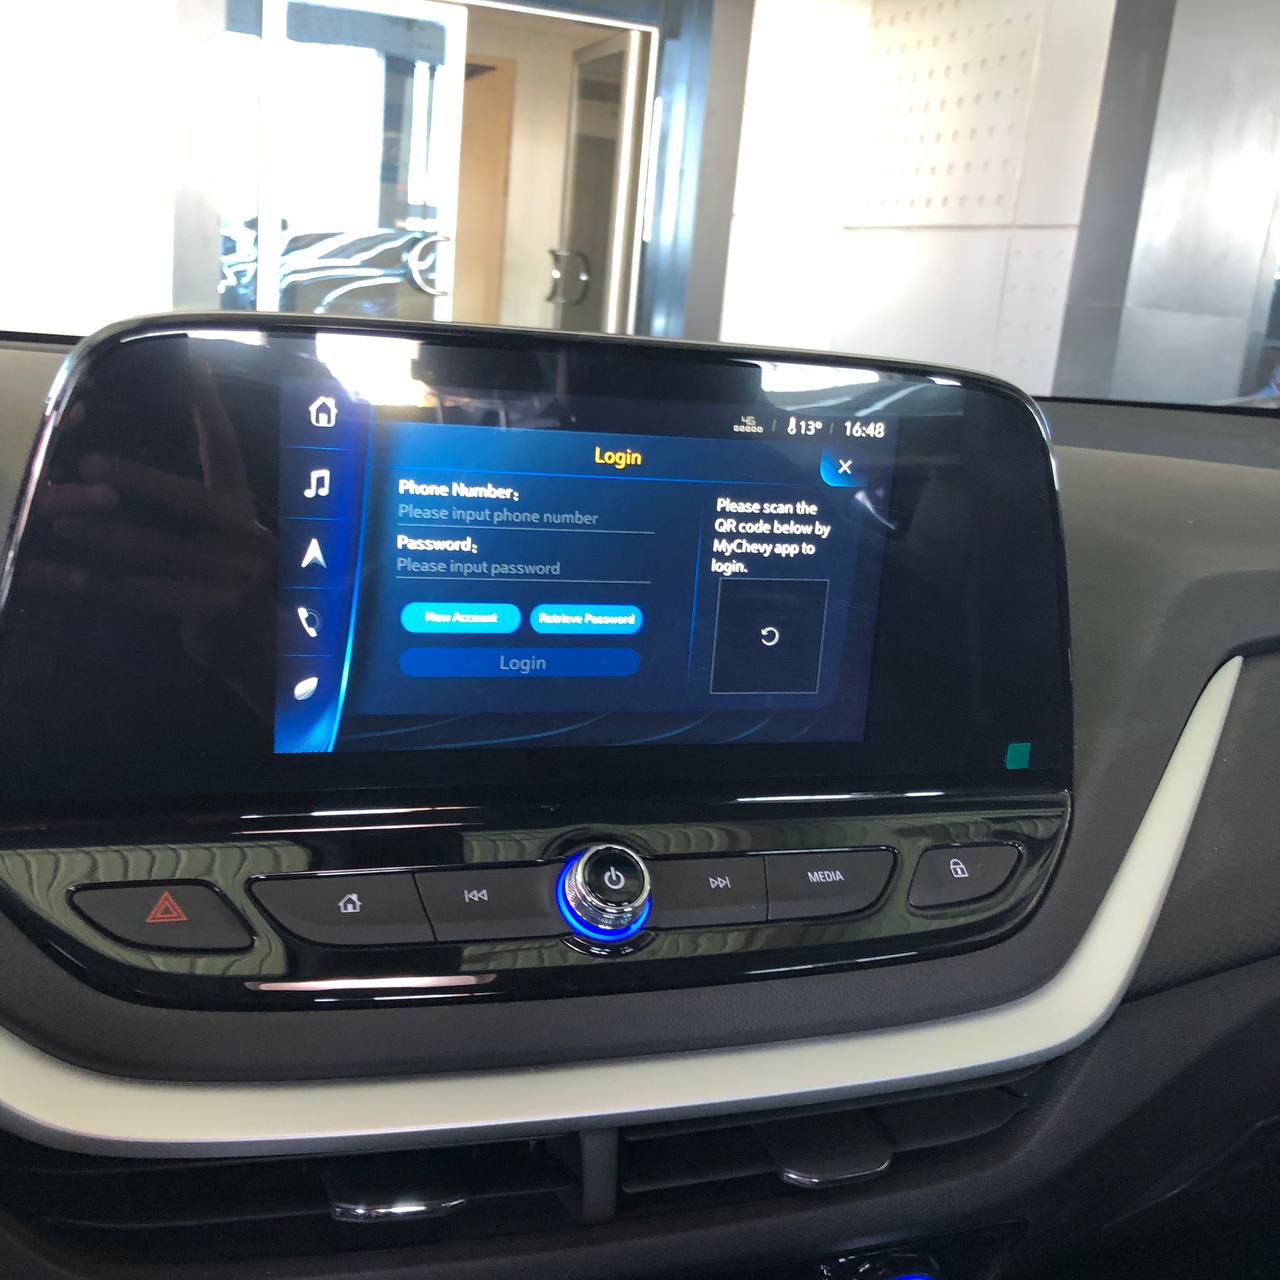 4G 13° 16:48
Login
Phone Number:
Please input phone number
Password:
Please input password
New Account Retrieve Password
Login
Please scan the
QR code below by
MyChevy app to
login.
MEDIA